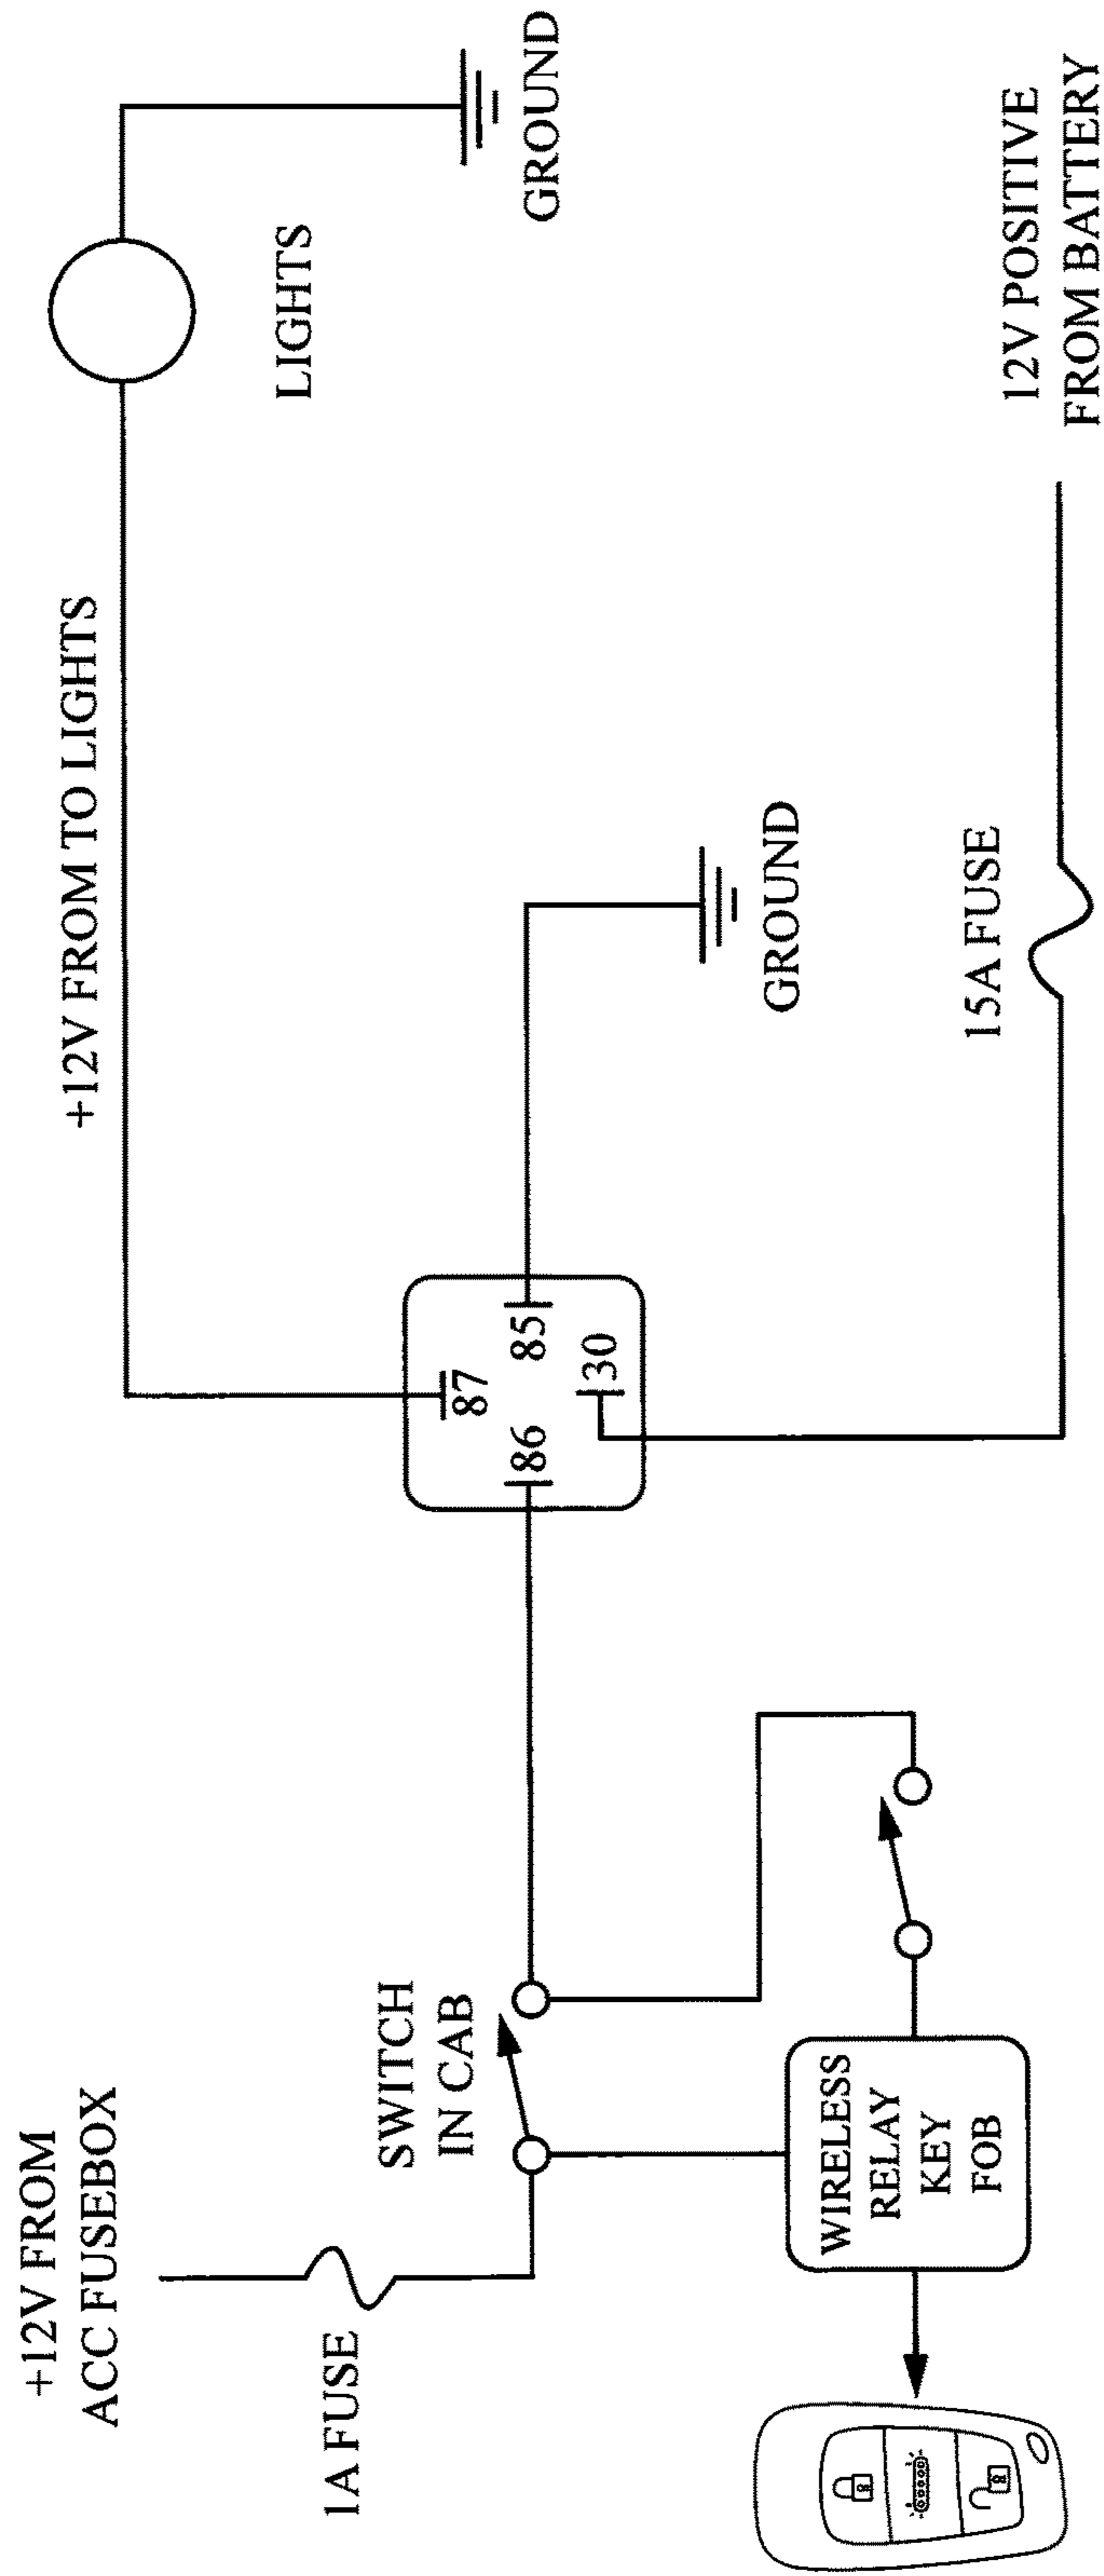 +12V FROM
ACC FUSEBOX
1A FUSE
SWITCH
IN CAB
WIRELESS
RELAY
KEY
FOB
86
87
85
30
+12V FROM TO LIGHTS
LIGHTS
GROUND
GROUND
15A FUSE
12V POSITIVE
FROM BATTERY